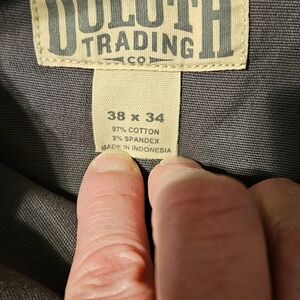 DULUTH
TRADING
CO
38 x 34
97% COTTON
3% SPANDEX
MADE IN INDONESIA